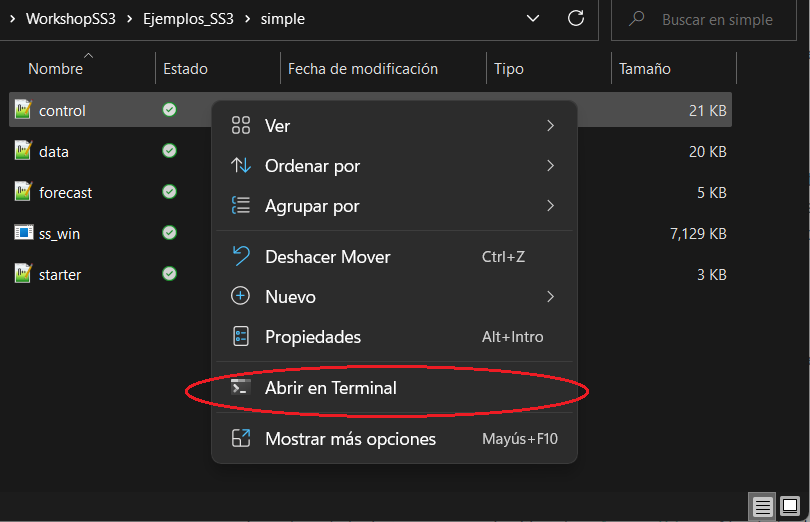 WorkshopSS3 > Ejemplos_SS3 > simple
Buscar en simple
Nombre Estado Fecha de modificación Tipo Tamaño
control 21 KB
data 20 KB
forecast 5 KB
ss_win 7,129 KB
starter 3 KB
Ver
Ordenar por
Agrupar por
Deshacer Mover Ctrl+Z
Nuevo
Propiedades Alt+Intro
Abrir en Terminal
Mostrar más opciones Mayús+F10